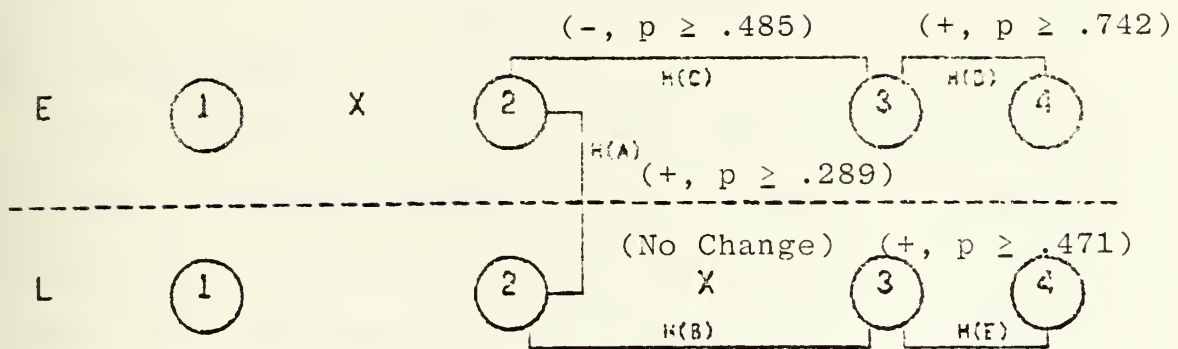 (-, p ≥ .485) (+, p ≥ .742)
H(C) H(D)
E 1 X 2 3 4
H(A)
(+, p ≥ .289)
(No Change) (+, p ≥ .471)
L 1 2 X 3 4
H(B) H(E)